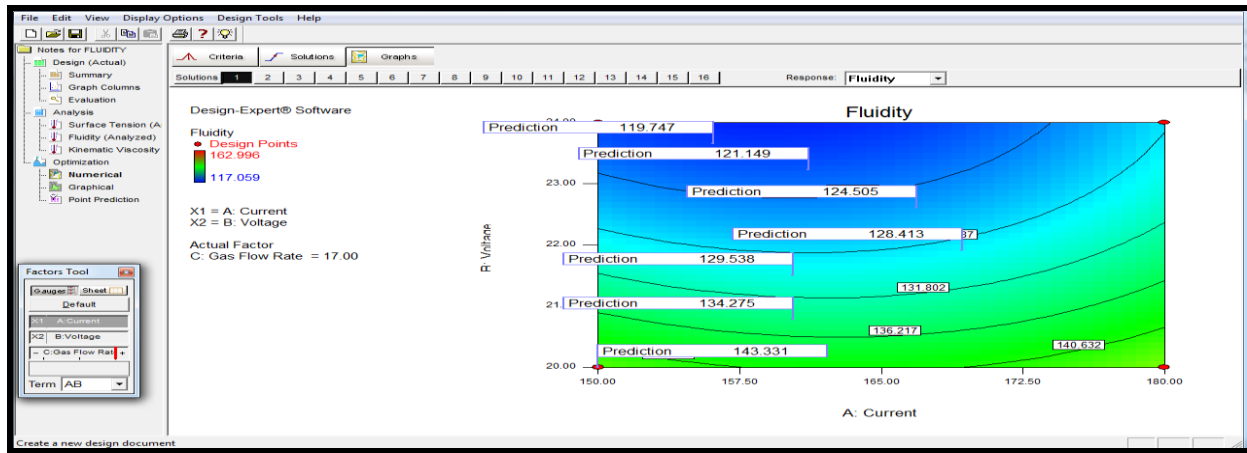 File Edit View Display Options Design Tools Help
Notes for FLUIDITY
Design (Actual)
Summary
Graph Columns
Evaluation
Analysis
Surface Tension (A
Fluidity (Analyzed)
Kinematic Viscosity
Optimization
Numerical
Graphical
Point Prediction
Criteria Solutions Graphs
Solutions 1 2 3 4 5 6 7 8 9 10 11 12 13 14 15 16 Response: Fluidity
Design-Expert® Software
Fluidity
Design Points
162.996
117.059
X1 = A: Current
X2 = B: Voltage
Actual Factor
C: Gas Flow Rate = 17.00
Factors Tool
Gauges Sheet
Default
X1 A:Current
X2 B:Voltage
- C:Gas Flow Rat +
Term AB
Fluidity
24.00
Prediction 119.747
Prediction 121.149
23.00
Prediction 124.505
Prediction 128.413 37
22.00
Prediction 129.538
131.802
21. Prediction 134.275
136.217
140.632
Prediction 143.331
20.00
B: Voltage
150.00 157.50 165.00 172.50 180.00
A: Current
Create a new design document